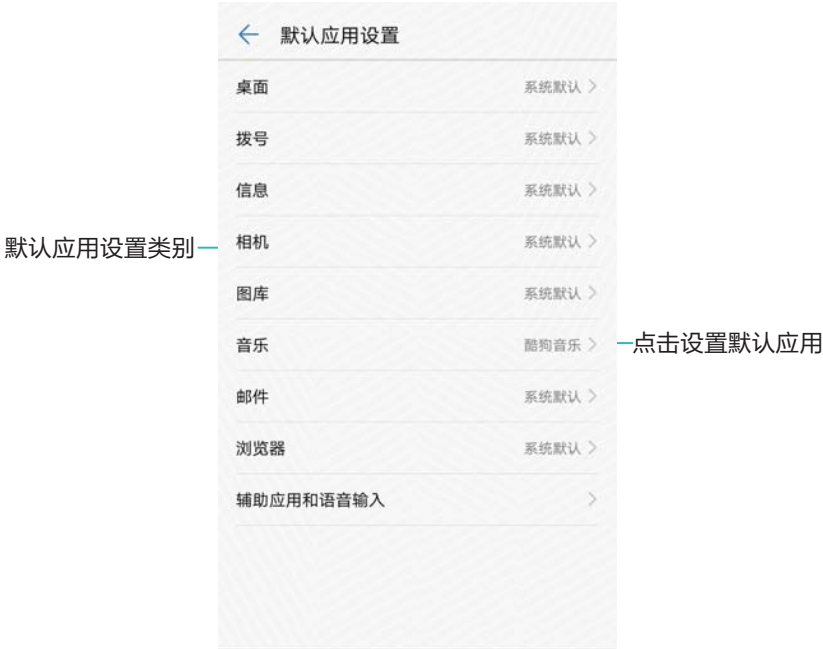 默认应用设置
桌面 系统默认
拨号 系统默认
信息 系统默认
默认应用设置类别 相机 系统默认
图库 系统默认
音乐 酷狗音乐 点击设置默认应用
邮件 系统默认
浏览器 系统默认
辅助应用和语音输入